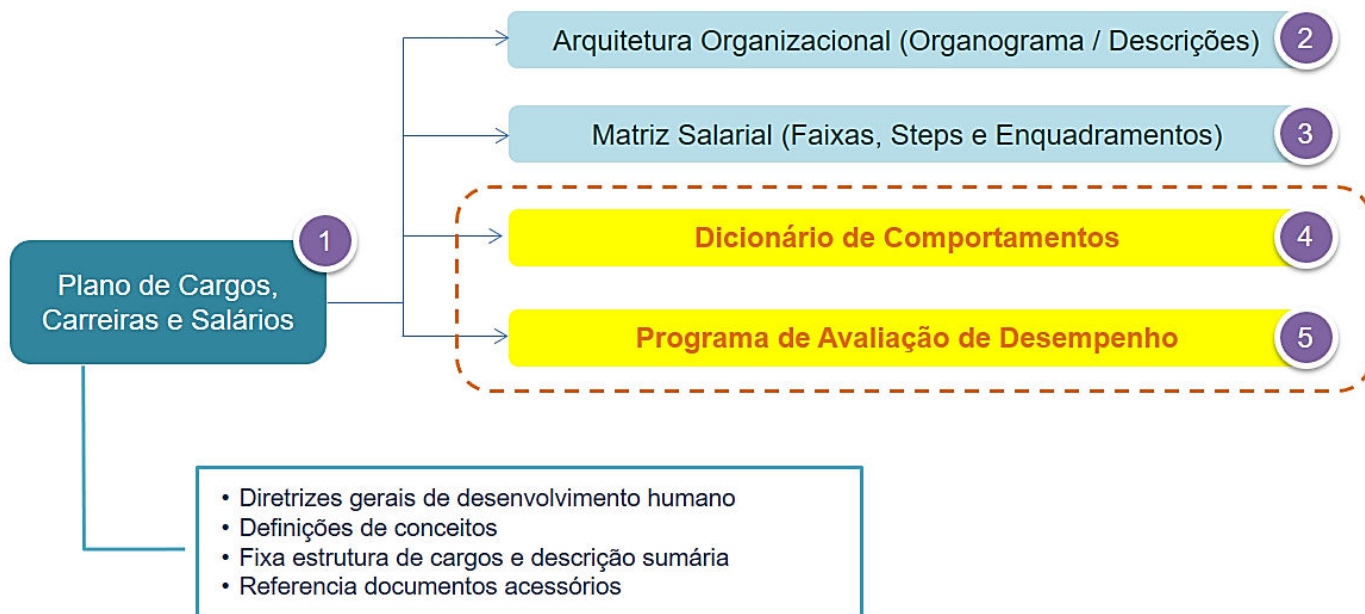 Arquitetura Organizacional (Organograma / Descrições)
2
Matriz Salarial (Faixas, Steps e Enquadramentos)
3
Dicionário de Comportamentos
4
1
Plano de Cargos,
Carreiras e Salários
Programa de Avaliação de Desempenho
5
• Diretrizes gerais de desenvolvimento humano
• Definições de conceitos
• Fixa estrutura de cargos e descrição sumária
• Referencia documentos acessórios